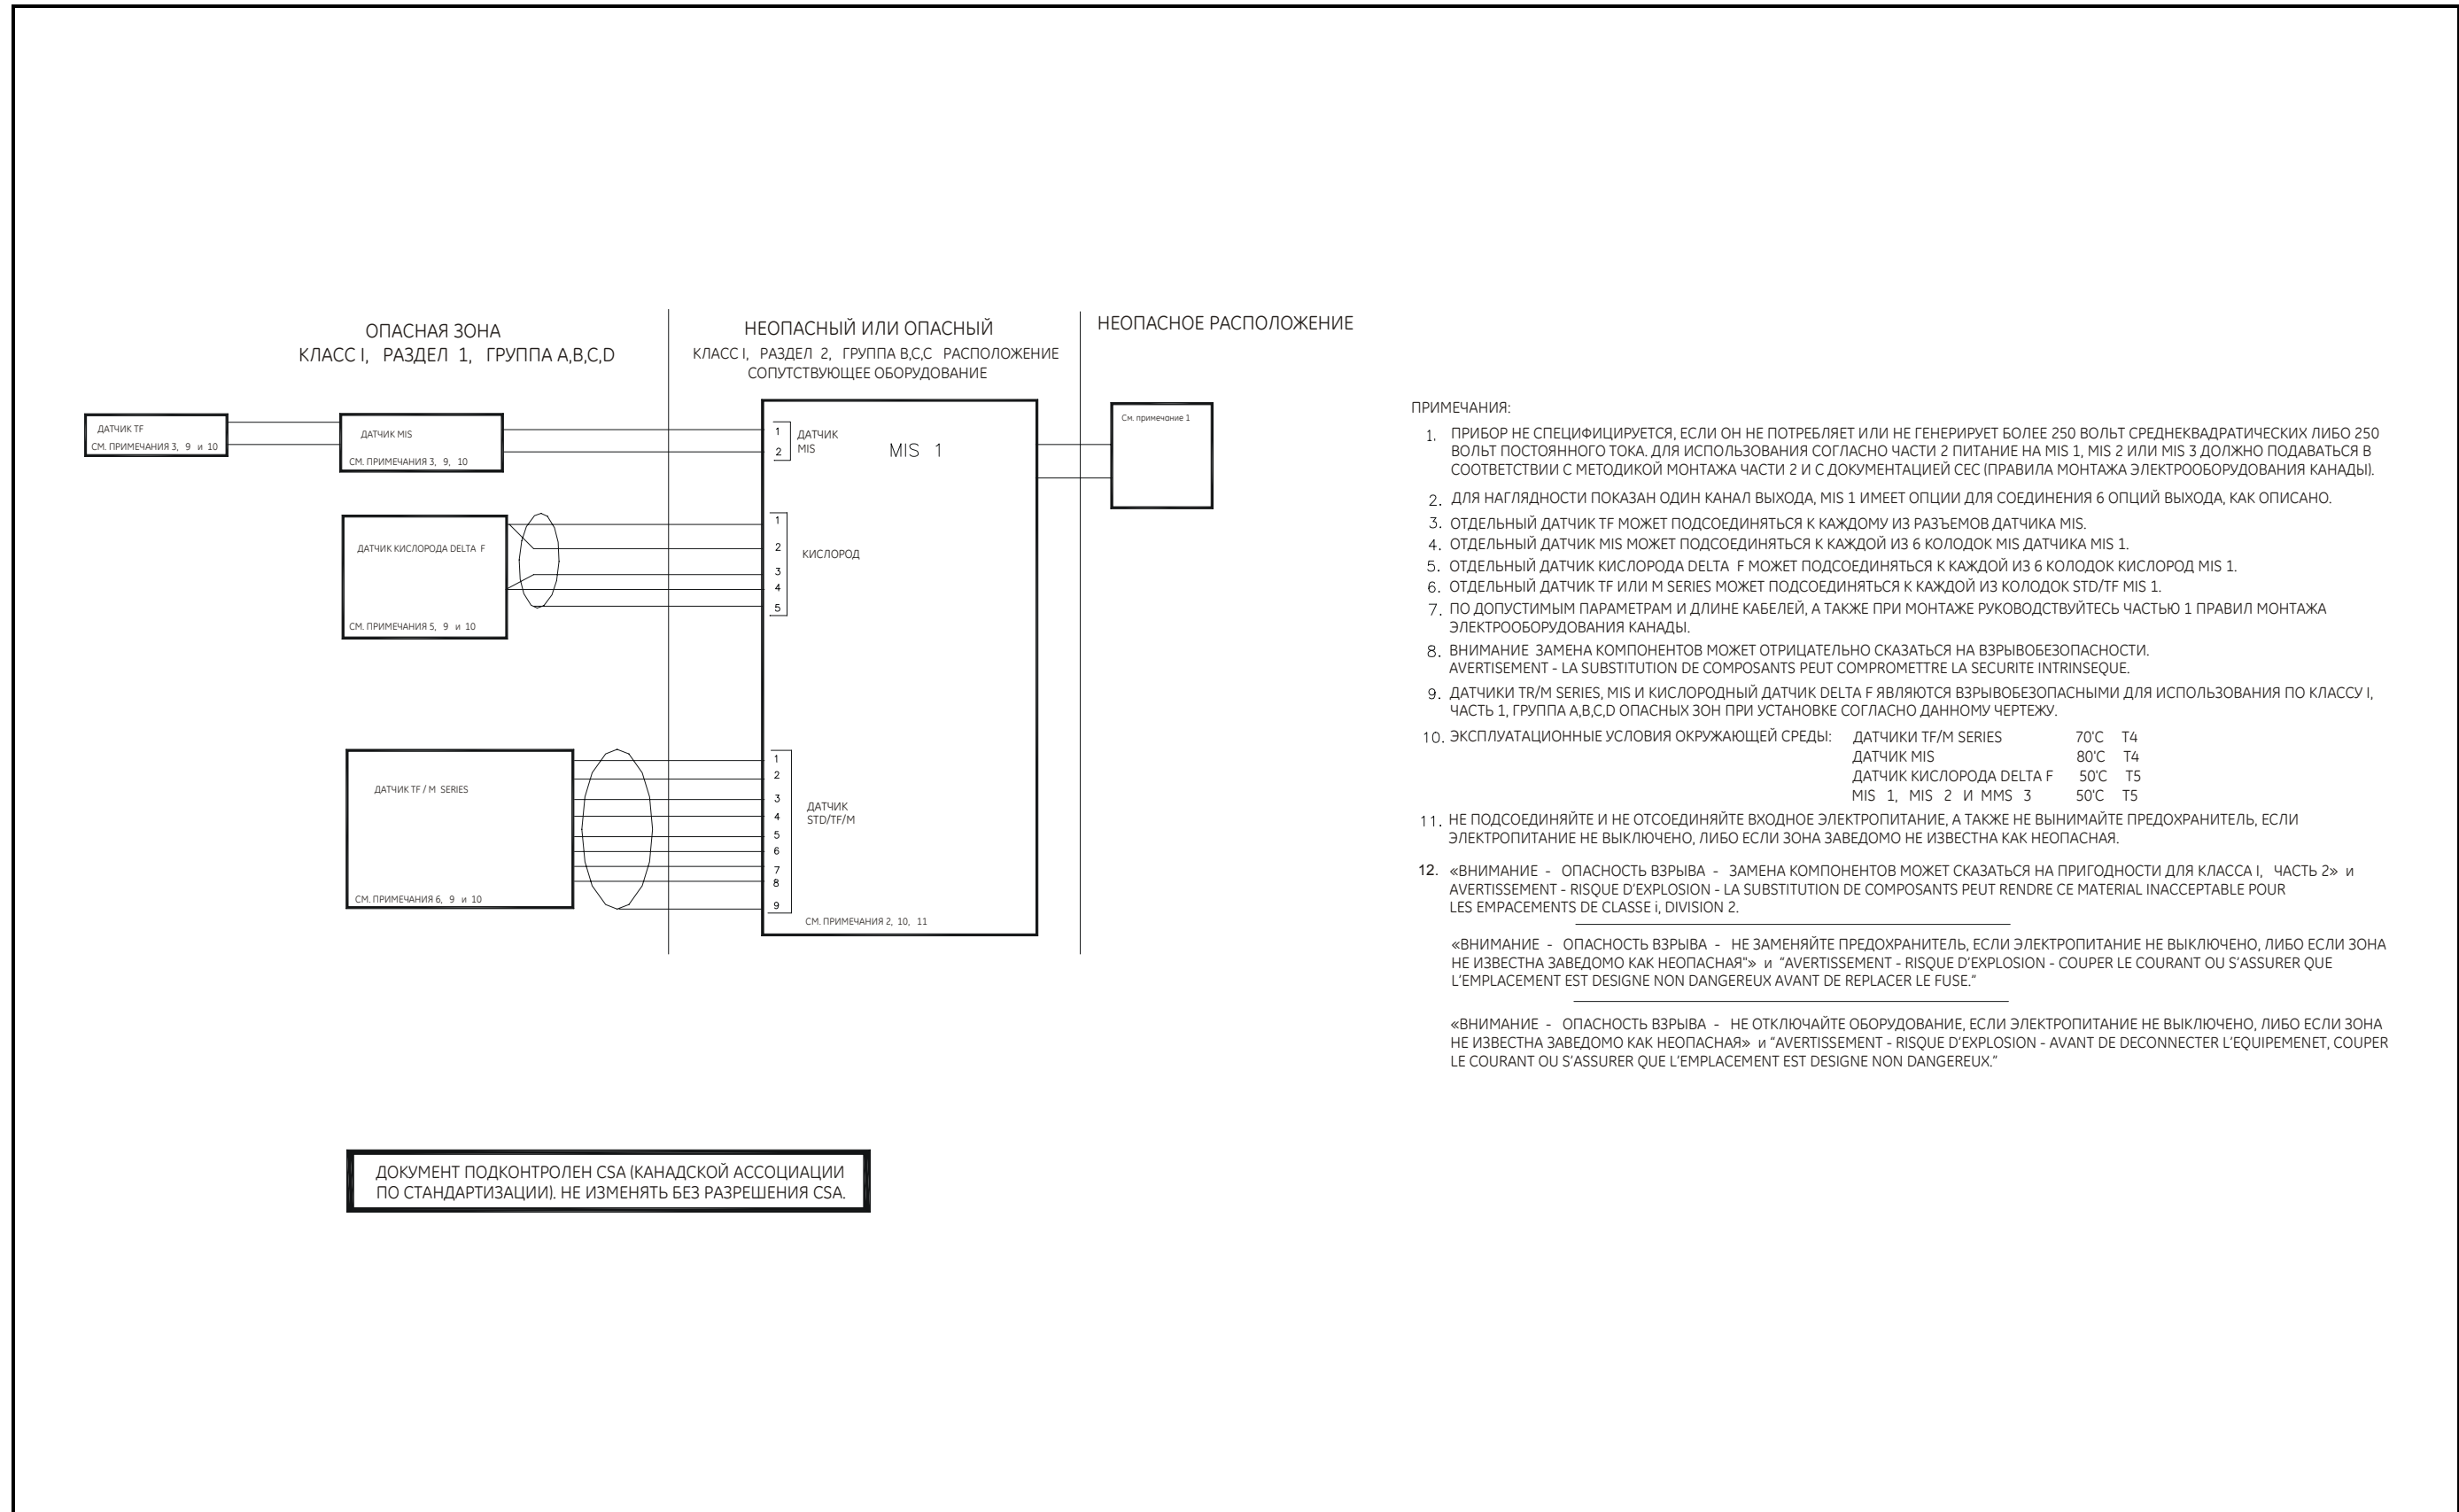 ОПАСНАЯ ЗОНА
КЛАСС I, РАЗДЕЛ 1, ГРУППА A,B,C,D
НЕОПАСНЫЙ ИЛИ ОПАСНЫЙ
КЛАСС I, РАЗДЕЛ 2, ГРУППА B,C,C РАСПОЛОЖЕНИЕ
СОПУТСТВУЮЩЕЕ ОБОРУДОВАНИЕ
НЕОПАСНОЕ РАСПОЛОЖЕНИЕ
ДАТЧИК TF
СМ. ПРИМЕЧАНИЯ 3, 9 и 10
ДАТЧИК MIS
СМ. ПРИМЕЧАНИЯ 3, 9, 10
1
2
ДАТЧИК
MIS
MIS 1
См. примечание 1
ДАТЧИК КИСЛОРОДА DELTA F
СМ. ПРИМЕЧАНИЯ 5, 9 и 10
1
2
3
4
5
КИСЛОРОД
ДАТЧИК TF / M SERIES
СМ. ПРИМЕЧАНИЯ 6, 9 и 10
1
2
3
4
5
6
7
8
9
ДАТЧИК
STD/TF/M
СМ. ПРИМЕЧАНИЯ 2, 10, 11
ДОКУМЕНТ ПОДКОНТРОЛЕН CSA (КАНАДСКОЙ АССОЦИАЦИИ
ПО СТАНДАРТИЗАЦИИ). НЕ ИЗМЕНЯТЬ БЕЗ РАЗРЕШЕНИЯ CSA.
ПРИМЕЧАНИЯ:
1. ПРИБОР НЕ СПЕЦИФИЦИРУЕТСЯ, ЕСЛИ ОН НЕ ПОТРЕБЛЯЕТ ИЛИ НЕ ГЕНЕРИРУЕТ БОЛЕЕ 250 ВОЛЬТ СРЕДНЕКВАДРАТИЧЕСКИХ ЛИБО 250
ВОЛЬТ ПОСТОЯННОГО ТОКА. ДЛЯ ИСПОЛЬЗОВАНИЯ СОГЛАСНО ЧАСТИ 2 ПИТАНИЕ НА MIS 1, MIS 2 ИЛИ MIS 3 ДОЛЖНО ПОДАВАТЬСЯ В
СООТВЕТСТВИИ С МЕТОДИКОЙ МОНТАЖА ЧАСТИ 2 И С ДОКУМЕНТАЦИЕЙ CEC (ПРАВИЛА МОНТАЖА ЭЛЕКТРООБОРУДОВАНИЯ КАНАДЫ).
2. ДЛЯ НАГЛЯДНОСТИ ПОКАЗАН ОДИН КАНАЛ ВЫХОДА, MIS 1 ИМЕЕТ ОПЦИИ ДЛЯ СОЕДИНЕНИЯ 6 ОПЦИЙ ВЫХОДА, КАК ОПИСАНО.
3. ОТДЕЛЬНЫЙ ДАТЧИК TF МОЖЕТ ПОДСОЕДИНЯТЬСЯ К КАЖДОМУ ИЗ РАЗЪЕМОВ ДАТЧИКА MIS.
4. ОТДЕЛЬНЫЙ ДАТЧИК MIS МОЖЕТ ПОДСОЕДИНЯТЬСЯ К КАЖДОЙ ИЗ 6 КОЛОДОК MIS ДАТЧИКА MIS 1.
5. ОТДЕЛЬНЫЙ ДАТЧИК КИСЛОРОДА DELTA F МОЖЕТ ПОДСОЕДИНЯТЬСЯ К КАЖДОЙ ИЗ 6 КОЛОДОК КИСЛОРОД MIS 1.
6. ОТДЕЛЬНЫЙ ДАТЧИК TF ИЛИ M SERIES МОЖЕТ ПОДСОЕДИНЯТЬСЯ К КАЖДОЙ ИЗ КОЛОДОК STD/TF MIS 1.
7. ПО ДОПУСТИМЫМ ПАРАМЕТРАМ И ДЛИНЕ КАБЕЛЕЙ, А ТАКЖЕ ПРИ МОНТАЖЕ РУКОВОДСТВУЙТЕСЬ ЧАСТЬЮ 1 ПРАВИЛ МОНТАЖА
ЭЛЕКТРООБОРУДОВАНИЯ КАНАДЫ.
8. ВНИМАНИЕ ЗАМЕНА КОМПОНЕНТОВ МОЖЕТ ОТРИЦАТЕЛЬНО СКАЗАТЬСЯ НА ВЗРЫВОБЕЗОПАСНОСТИ.
AVERTISEMENT - LA SUBSTITUTION DE COMPOSANTS PEUT COMPROMETTRE LA SECURITE INTRINSEQUE.
9. ДАТЧИКИ TR/M SERIES, MIS И КИСЛОРОДНЫЙ ДАТЧИК DELTA F ЯВЛЯЮТСЯ ВЗРЫВОБЕЗОПАСНЫМИ ДЛЯ ИСПОЛЬЗОВАНИЯ ПО КЛАССУ I,
ЧАСТЬ 1, ГРУППА A,B,C,D ОПАСНЫХ ЗОН ПРИ УСТАНОВКЕ СОГЛАСНО ДАННОМУ ЧЕРТЕЖУ.
10. ЭКСПЛУАТАЦИОННЫЕ УСЛОВИЯ ОКРУЖАЮЩЕЙ СРЕДЫ: ДАТЧИКИ TF/M SERIES 70'C T4
ДАТЧИК MIS 80'C T4
ДАТЧИК КИСЛОРОДА DELTA F 50'C T5
MIS 1, MIS 2 И MMS 3 50'C T5
11. НЕ ПОДСОЕДИНЯЙТЕ И НЕ ОТСОЕДИНЯЙТЕ ВХОДНОЕ ЭЛЕКТРОПИТАНИЕ, А ТАКЖЕ НЕ ВЫНИМАЙТЕ ПРЕДОХРАНИТЕЛЬ, ЕСЛИ
ЭЛЕКТРОПИТАНИЕ НЕ ВЫКЛЮЧЕНО, ЛИБО ЕСЛИ ЗОНА ЗАВЕДОМО НЕ ИЗВЕСТНА КАК НЕОПАСНАЯ.
12. «ВНИМАНИЕ - ОПАСНОСТЬ ВЗРЫВА - ЗАМЕНА КОМПОНЕНТОВ МОЖЕТ СКАЗАТЬСЯ НА ПРИГОДНОСТИ ДЛЯ КЛАССА I, ЧАСТЬ 2» и
AVERTISSEMENT - RISQUE D'EXPLOSION - LA SUBSTITUTION DE COMPOSANTS PEUT RENDRE CE MATERIAL INACCEPTABLE POUR
LES EMPACEMENTS DE CLASSE i, DIVISION 2.
«ВНИМАНИЕ - ОПАСНОСТЬ ВЗРЫВА - НЕ ЗАМЕНЯЙТЕ ПРЕДОХРАНИТЕЛЬ, ЕСЛИ ЭЛЕКТРОПИТАНИЕ НЕ ВЫКЛЮЧЕНО, ЛИБО ЕСЛИ ЗОНА
НЕ ИЗВЕСТНА ЗАВЕДОМО КАК НЕОПАСНАЯ"» и "AVERTISSEMENT - RISQUE D'EXPLOSION - COUPER LE COURANT OU S'ASSURER QUE
L'EMPLACEMENT EST DESIGNE NON DANGEREUX AVANT DE REPLACER LE FUSE."
«ВНИМАНИЕ - ОПАСНОСТЬ ВЗРЫВА - НЕ ОТКЛЮЧАЙТЕ ОБОРУДОВАНИЕ, ЕСЛИ ЭЛЕКТРОПИТАНИЕ НЕ ВЫКЛЮЧЕНО, ЛИБО ЕСЛИ ЗОНА
НЕ ИЗВЕСТНА ЗАВЕДОМО КАК НЕОПАСНАЯ» и "AVERTISSEMENT - RISQUE D'EXPLOSION - AVANT DE DECONNECTER L'EQUIPEMENET, COUPER
LE COURANT OU S'ASSURER QUE L'EMPLACEMENT EST DESIGNE NON DANGEREUX."